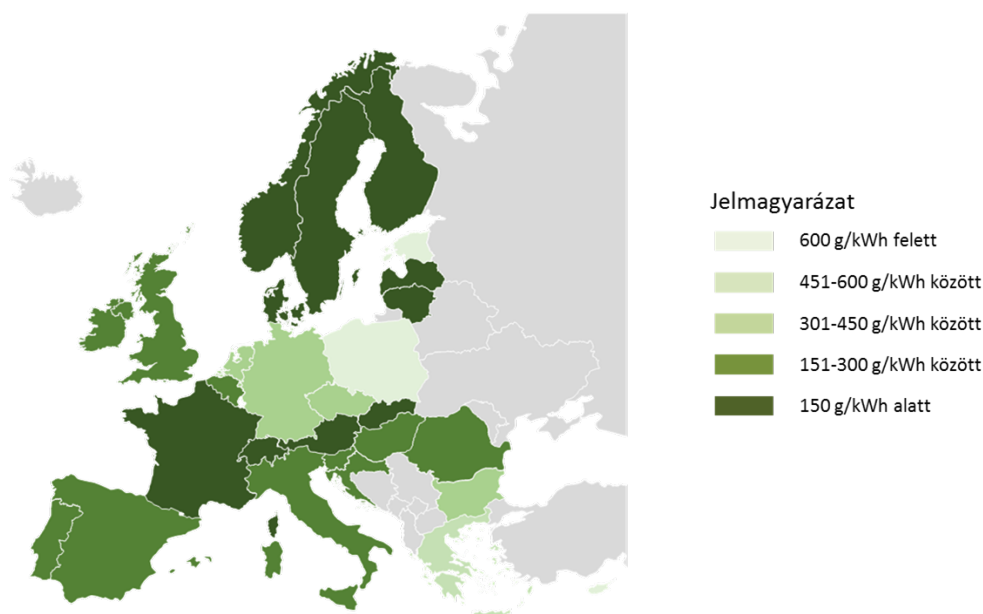 Jelmagyarázat
600 g/kWh felett
451-600 g/kWh között
301-450 g/kWh között
151-300 g/kWh között
150 g/kWh alatt